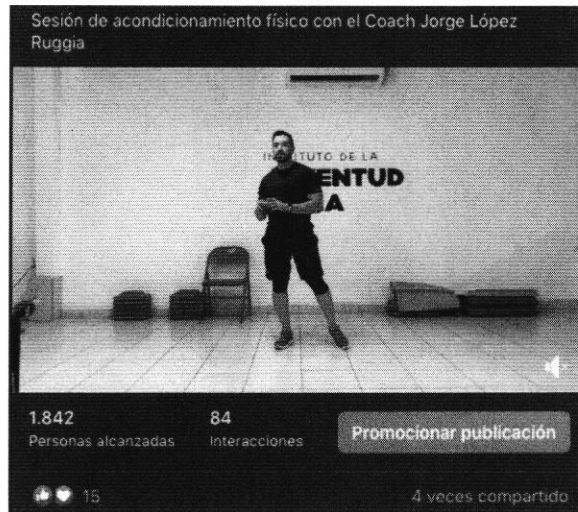 Sesión de acondicionamiento físico con el Coach Jorge López
Ruggia
INSTITUTO DE LA
ENTUD
A
1.842
84
Personas alcanzadas
Interacciones
Promocionar publicación
15
4 veces compartido